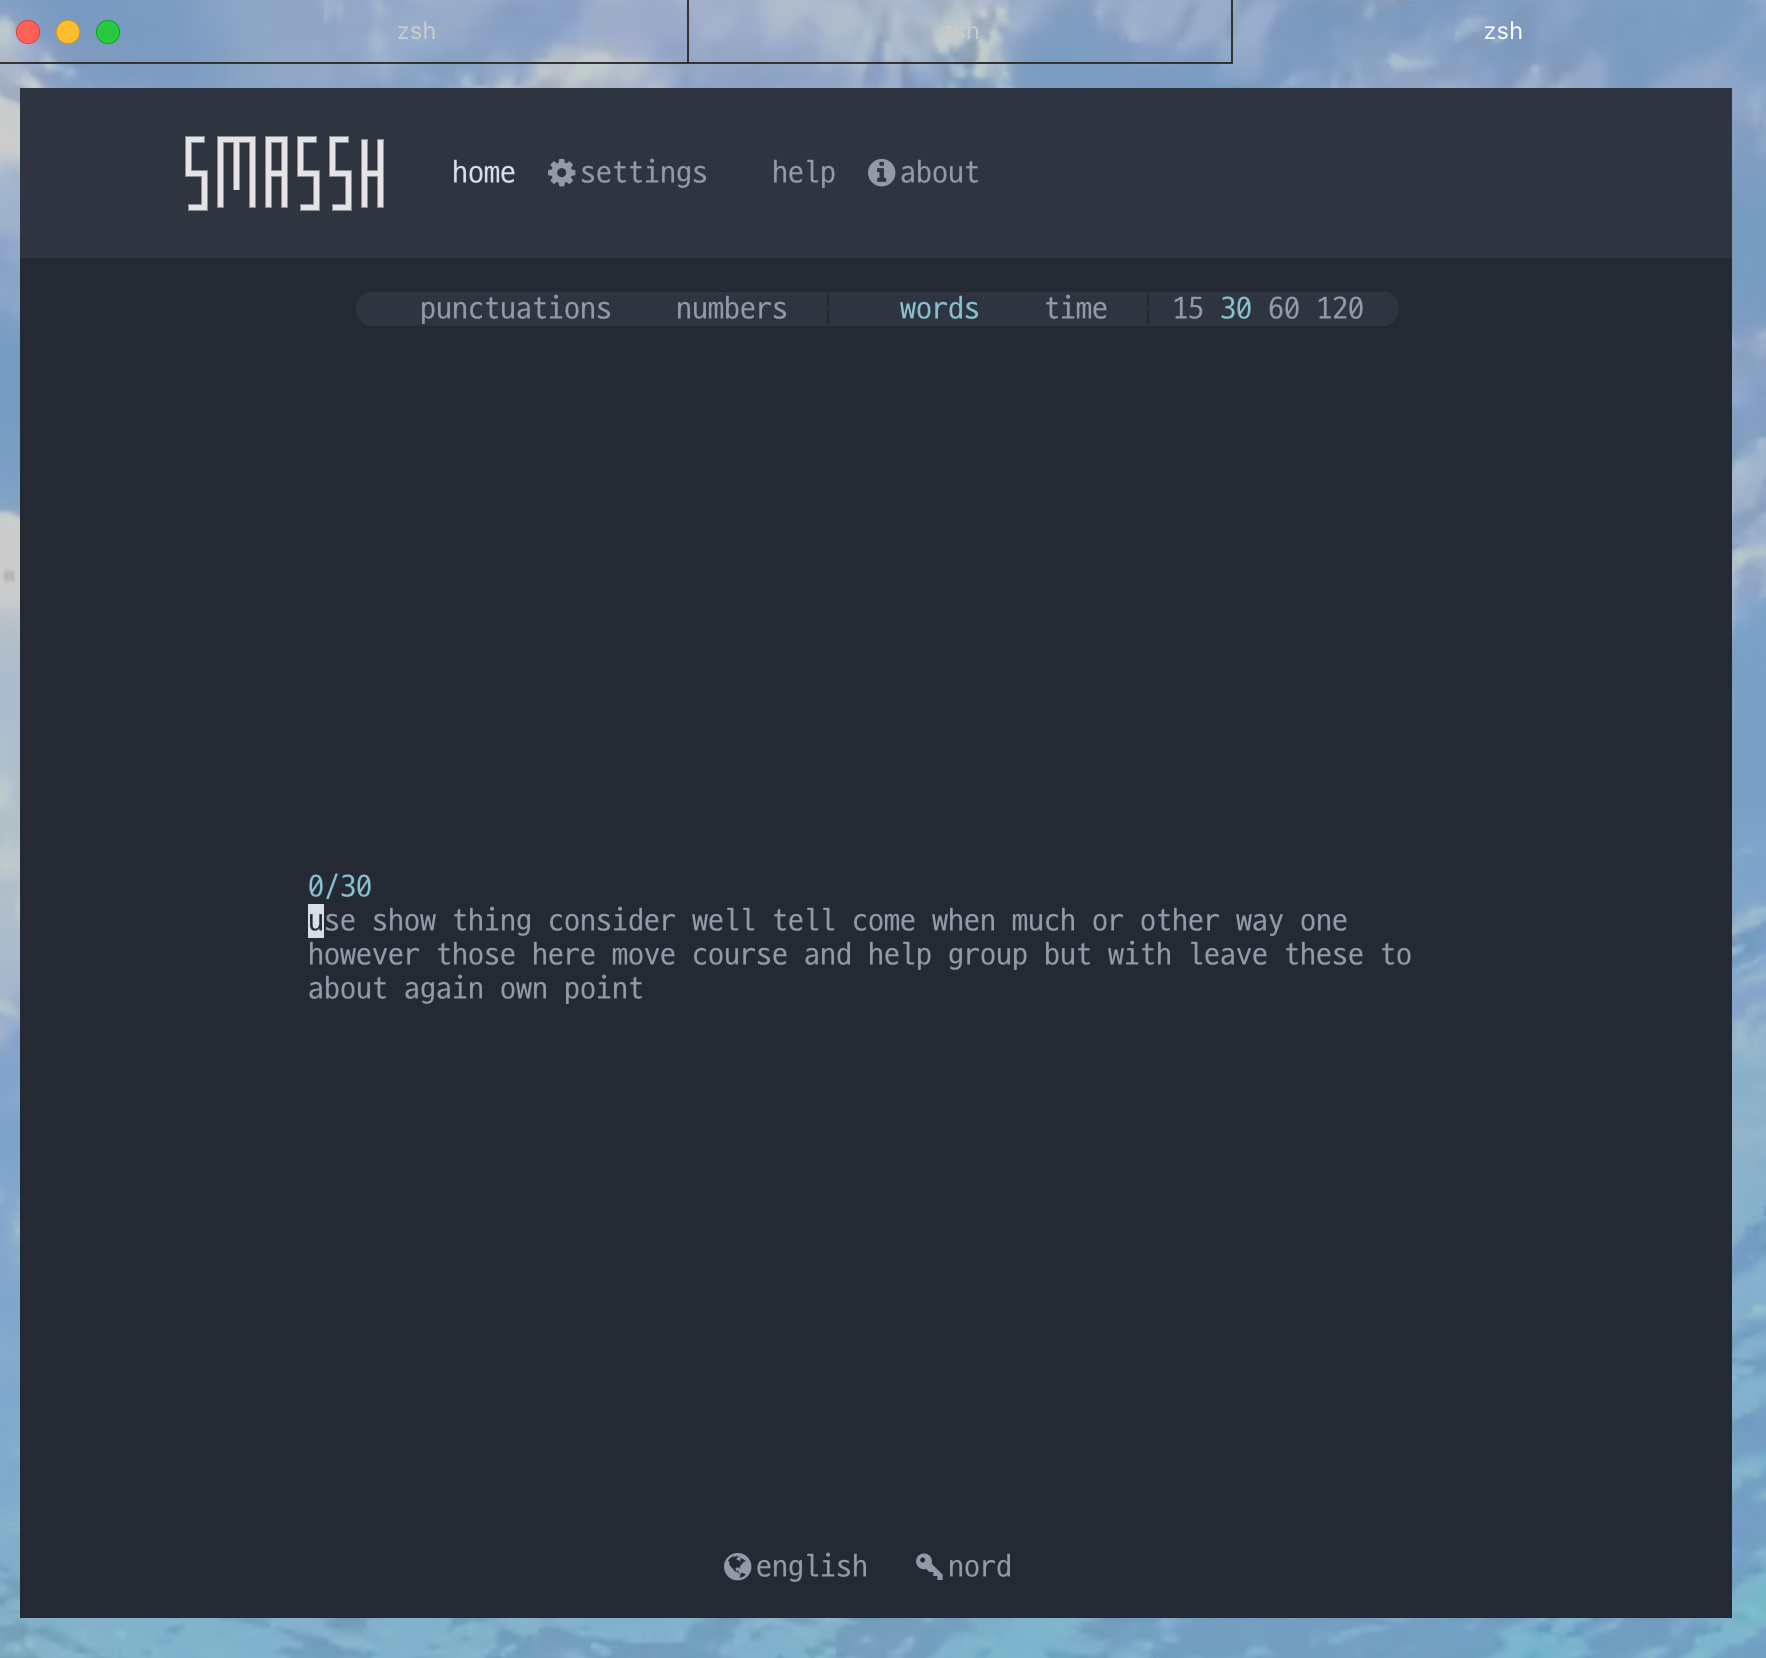 zsh zsh zsh
SMASSH home settings help about
punctuations numbers words time 15 30 60 120
0/30
use show thing consider well tell come when much or other way one
however those here move course and help group but with leave these to
about again own point
english nord